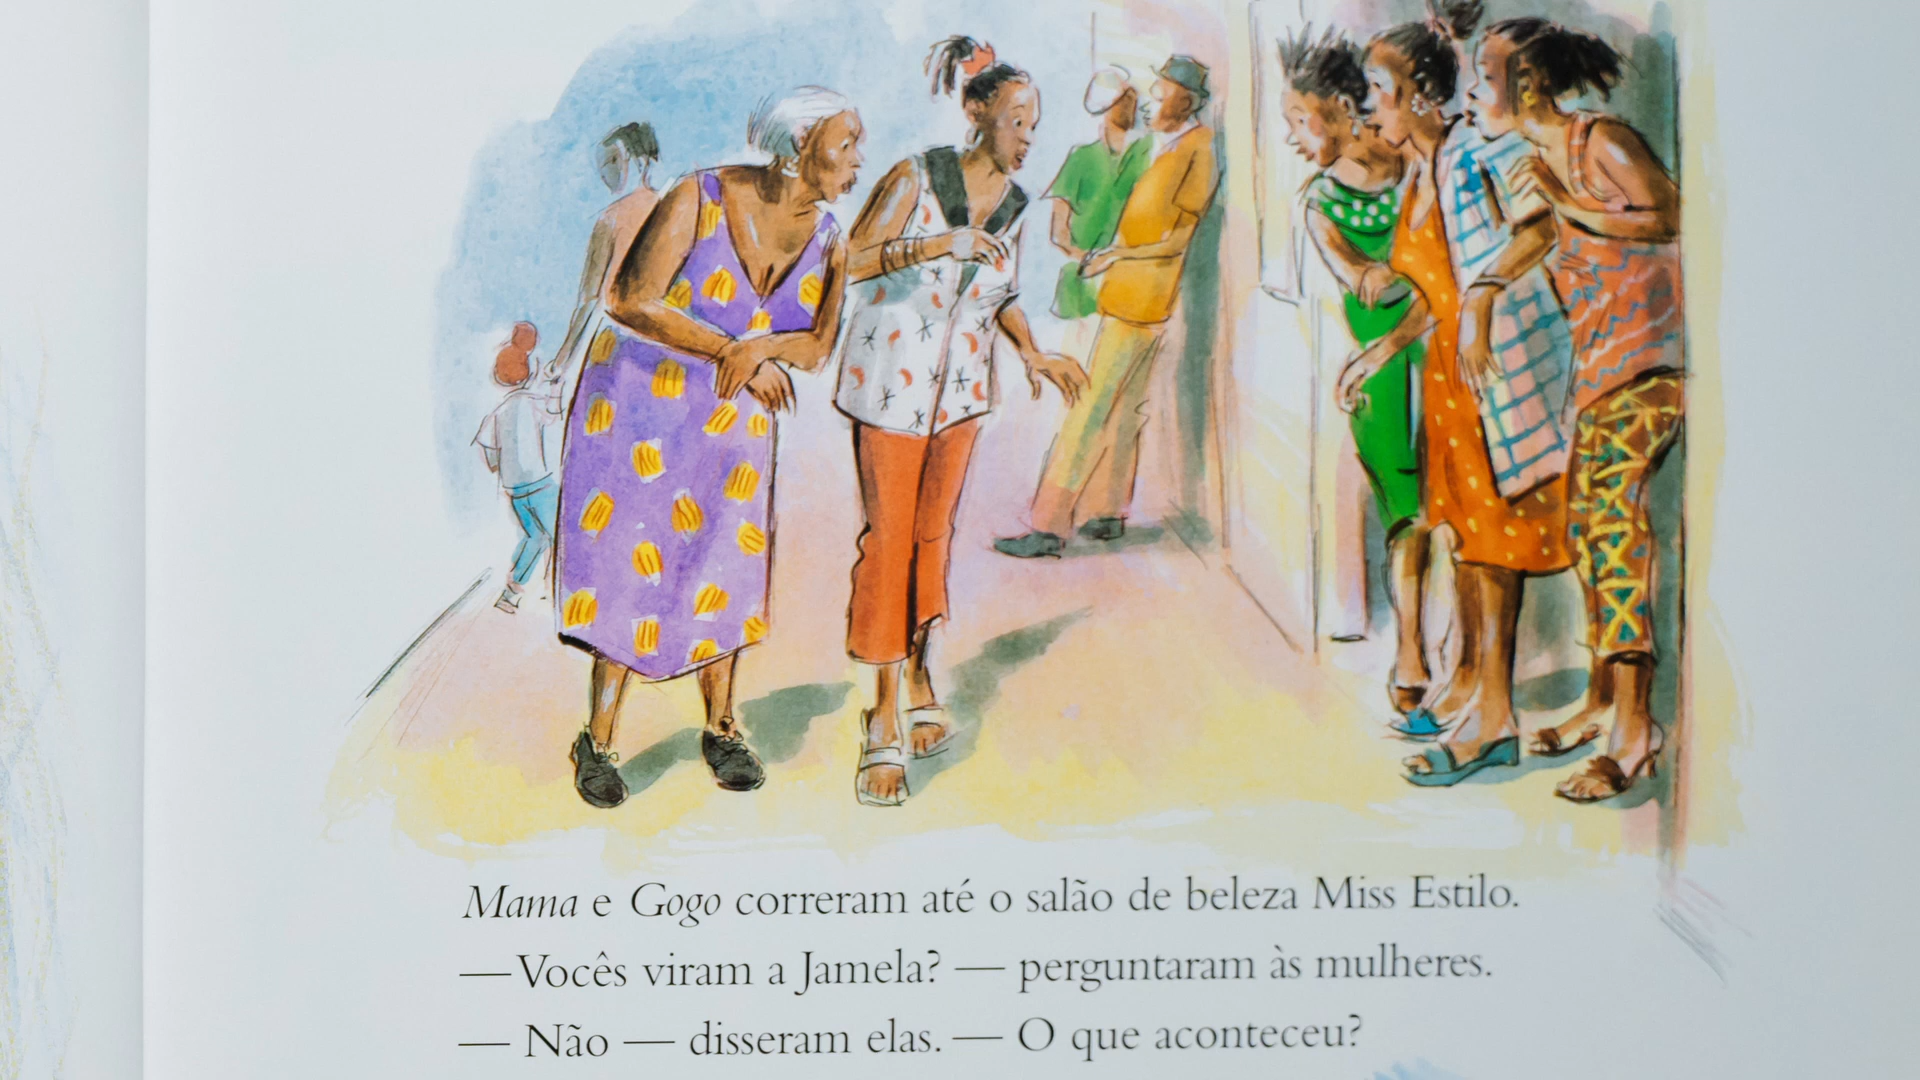 Mama e Gogo correram até o salão de beleza Miss Estilo.
—Vocês viram a Jamela? — perguntaram às mulheres.
— Não — disseram elas. — O que aconteceu?